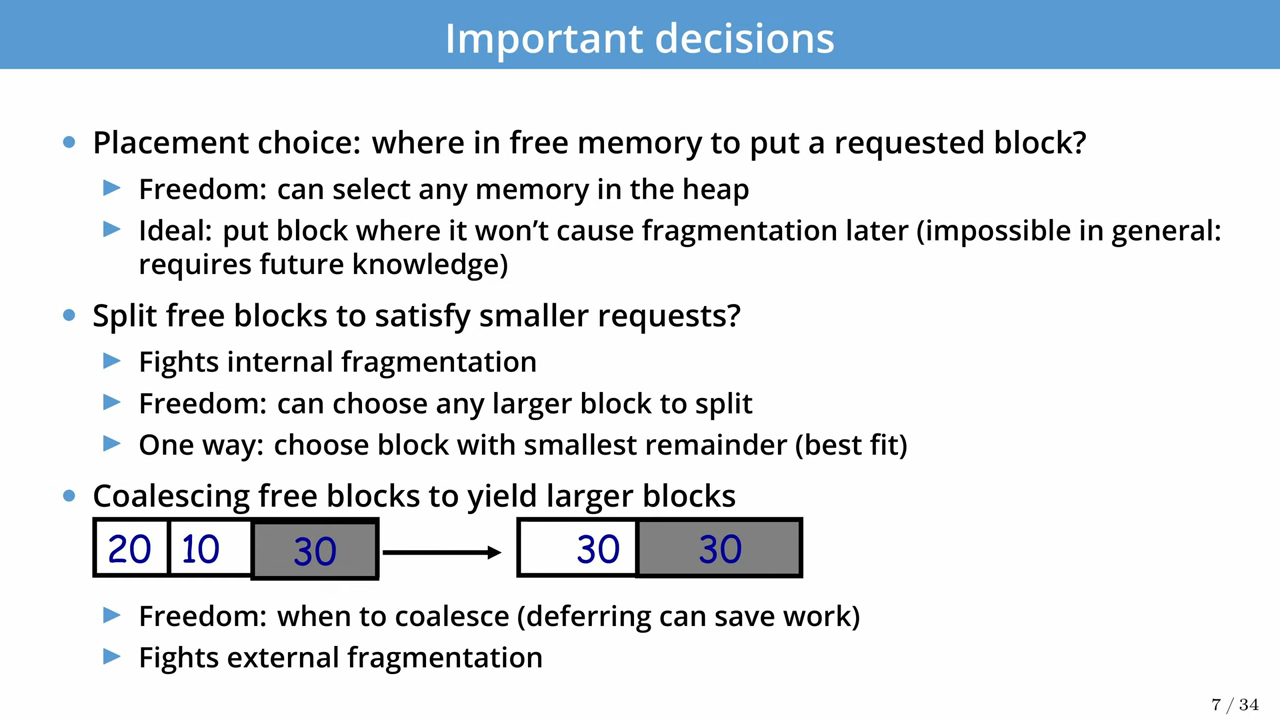 Important decisions
• Placement choice: where in free memory to put a requested block?
▶ Freedom: can select any memory in the heap
▶ Ideal: put block where it won’t cause fragmentation later (impossible in general:
requires future knowledge)
• Split free blocks to satisfy smaller requests?
▶ Fights internal fragmentation
▶ Freedom: can choose any larger block to split
▶ One way: choose block with smallest remainder (best fit)
• Coalescing free blocks to yield larger blocks
20 10 30 30 30
▶ Freedom: when to coalesce (deferring can save work)
▶ Fights external fragmentation
7 / 34